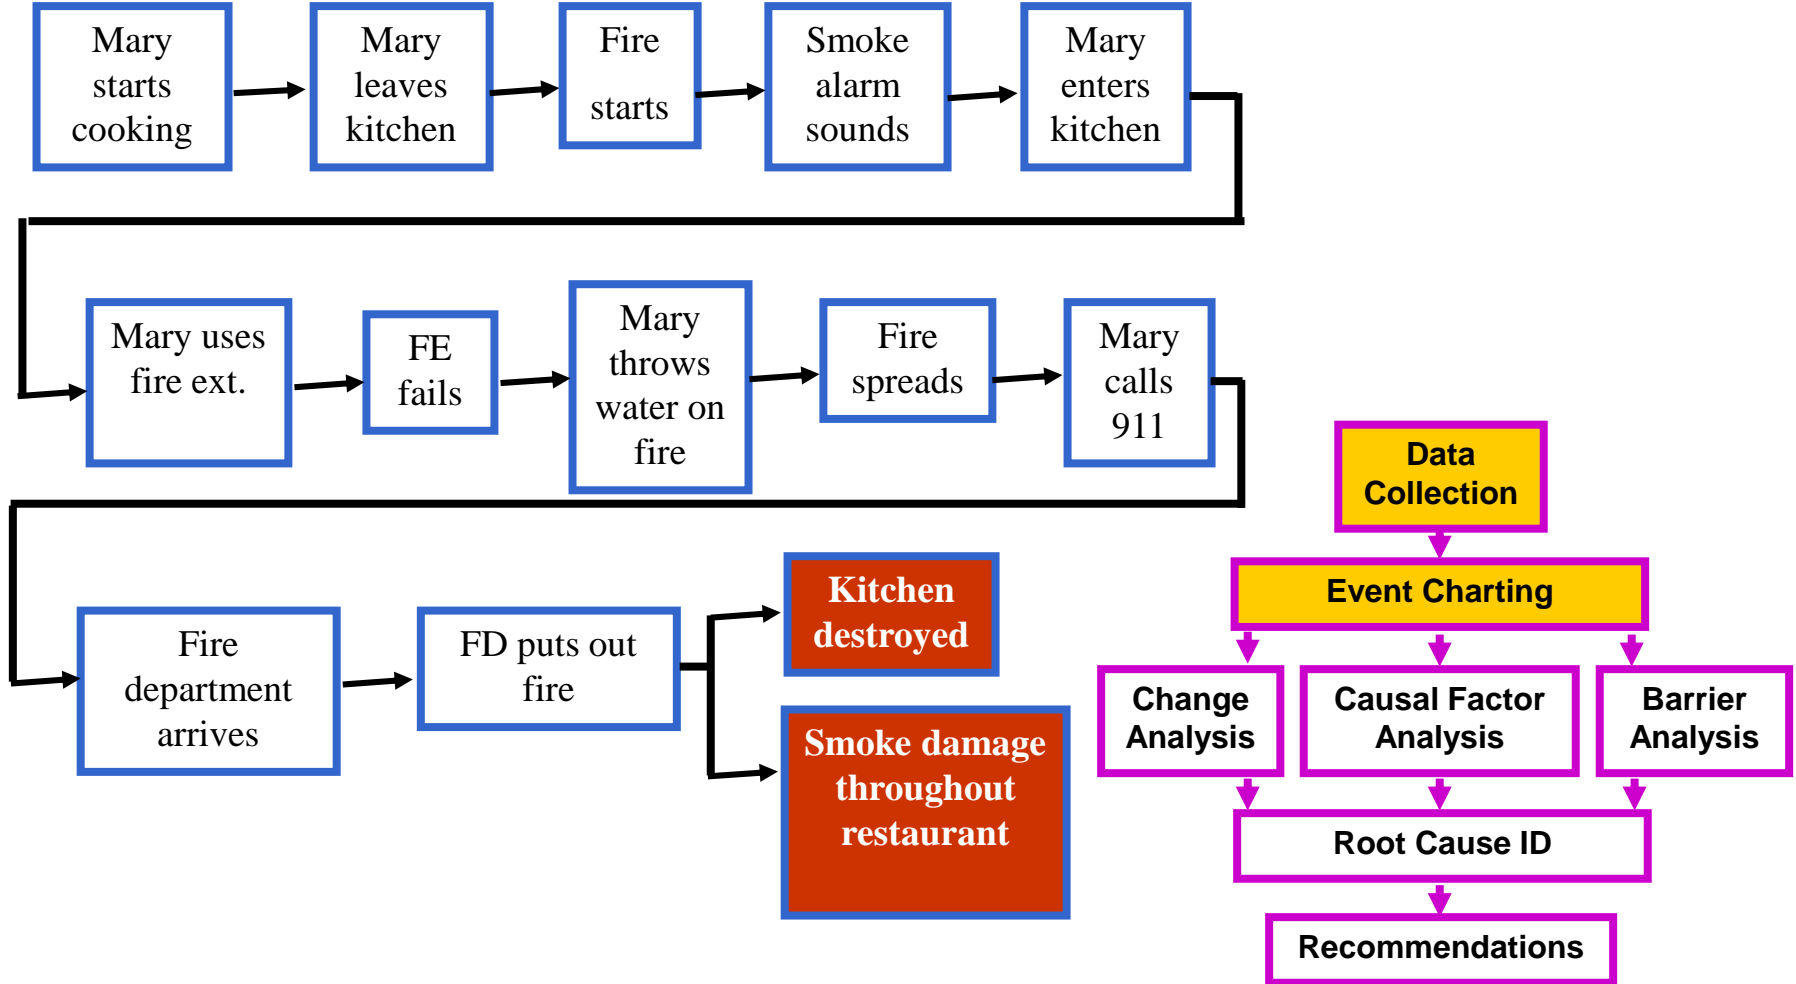 Mary
starts
cooking
Mary
leaves
kitchen
Fire
starts
Smoke
alarm
sounds
Mary
enters
kitchen
Mary uses
fire ext.
FE
fails
Mary
throws
water on
fire
Fire
spreads
Mary
calls
911
Fire
department
arrives
FD puts out
fire
Kitchen
destroyed
Smoke damage
throughout
restaurant
Data
Collection
Event Charting
Change
Analysis
Causal Factor
Analysis
Barrier
Analysis
Root Cause ID
Recommendations